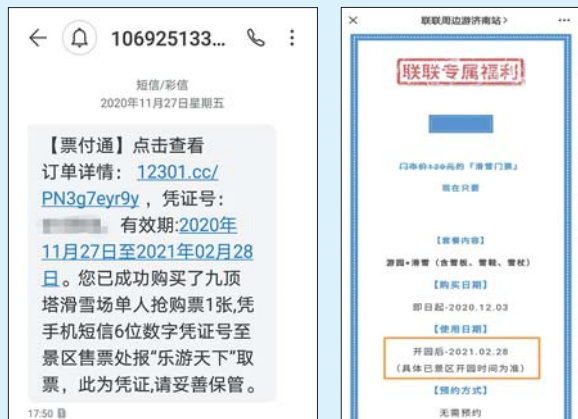 106925133...
短信/彩信
2020年11月27日星期五
【票付通】点击查看
订单详情：12301.cc/
PN3g7eyr9y，凭证号：
有效期:2020年
11月27日至2021年02月28
日。您已成功购买了九顶
塔滑雪场单人抢购票1张,凭
手机短信6位数字凭证号至
景区售票处报“乐游天下”取
票，此为凭证,请妥善保管。
17:50
联联周边游济南站>
联联专属福利
门市价120元的『滑雪门票』
现在只要
【套餐内容】
游园+滑雪（含雪板、雪鞋、雪杖）
【购买日期】
即日起-2020.12.03
【使用日期】
开园后-2021.02.28
（具体已景区开园时间为准）
【预约方式】
无需预约